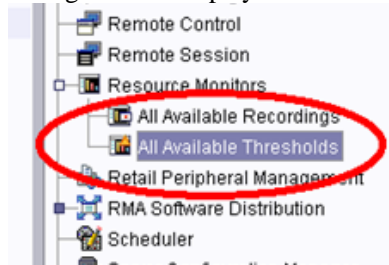 Remote Control
Remote Session
Resource Monitors
All Available Recordings
All Available Thresholds
Retail Peripheral Management
RMA Software Distribution
Scheduler